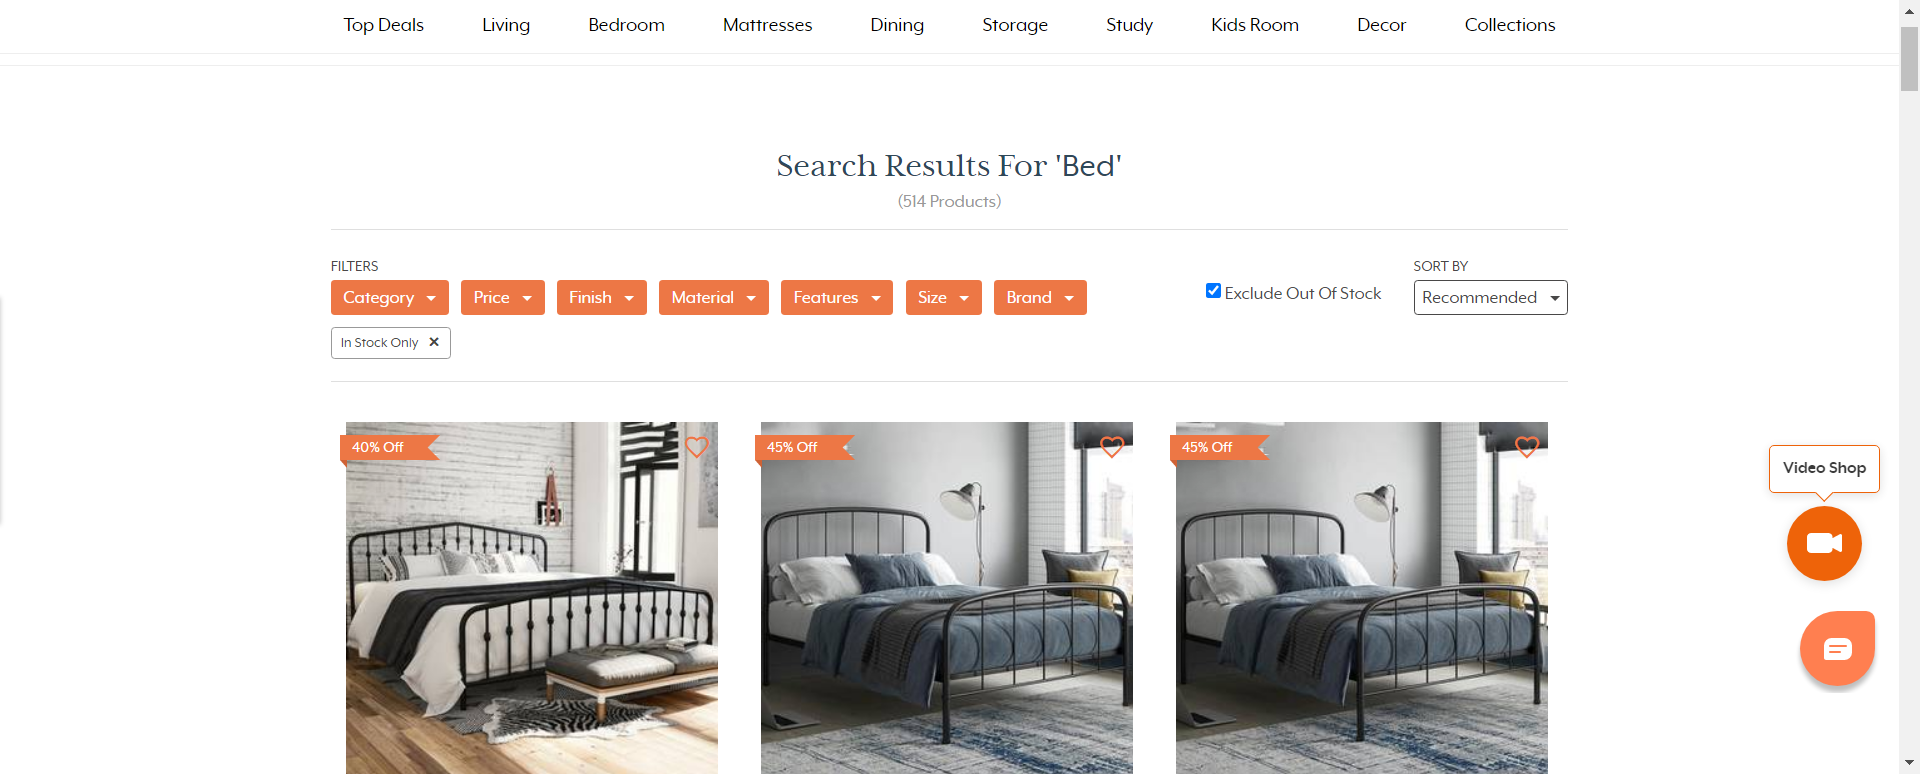 Top Deals Living Bedroom Mattresses Dining Storage Study Kids Room Decor Collections
Search Results For 'Bed'
(514 Products)
FILTERS
SORT BY
Category Price Finish Material Features Size Brand
Exclude Out Of Stock
Recommended
In Stock Only
40% Off
45% Off
45% Off
Video Shop